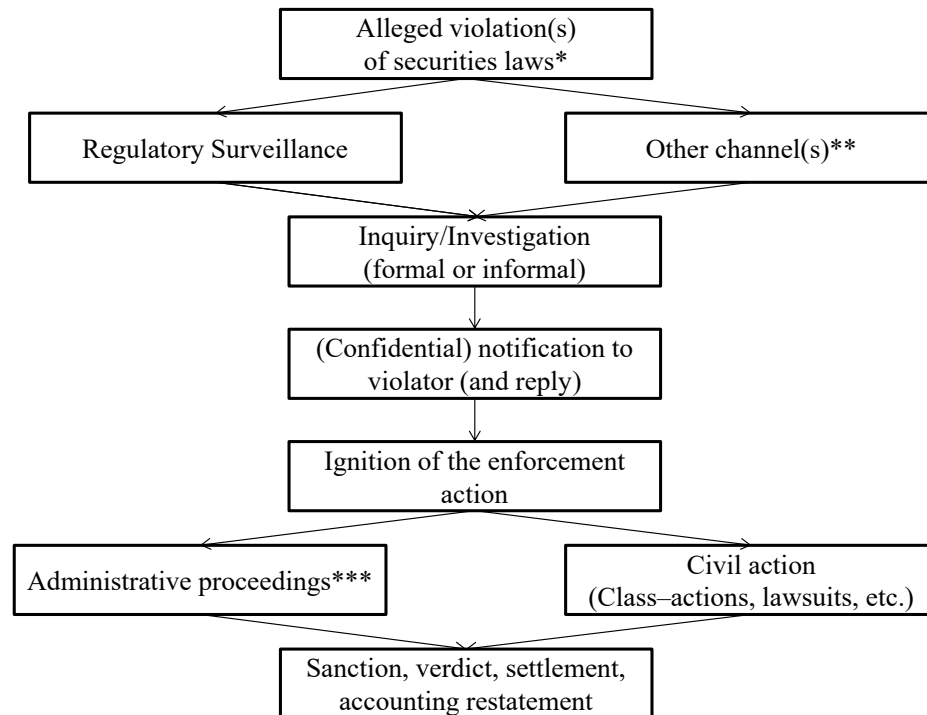 Alleged violation(s)
of securities laws*
Regulatory Surveillance
Other channel(s)**
Inquiry/Investigation
(formal or informal)
(Confidential) notification to
violator (and reply)
Ignition of the enforcement
action
Administrative proceedings***
Civil action
(Class–actions, lawsuits, etc.)
Sanction, verdict, settlement,
accounting restatement